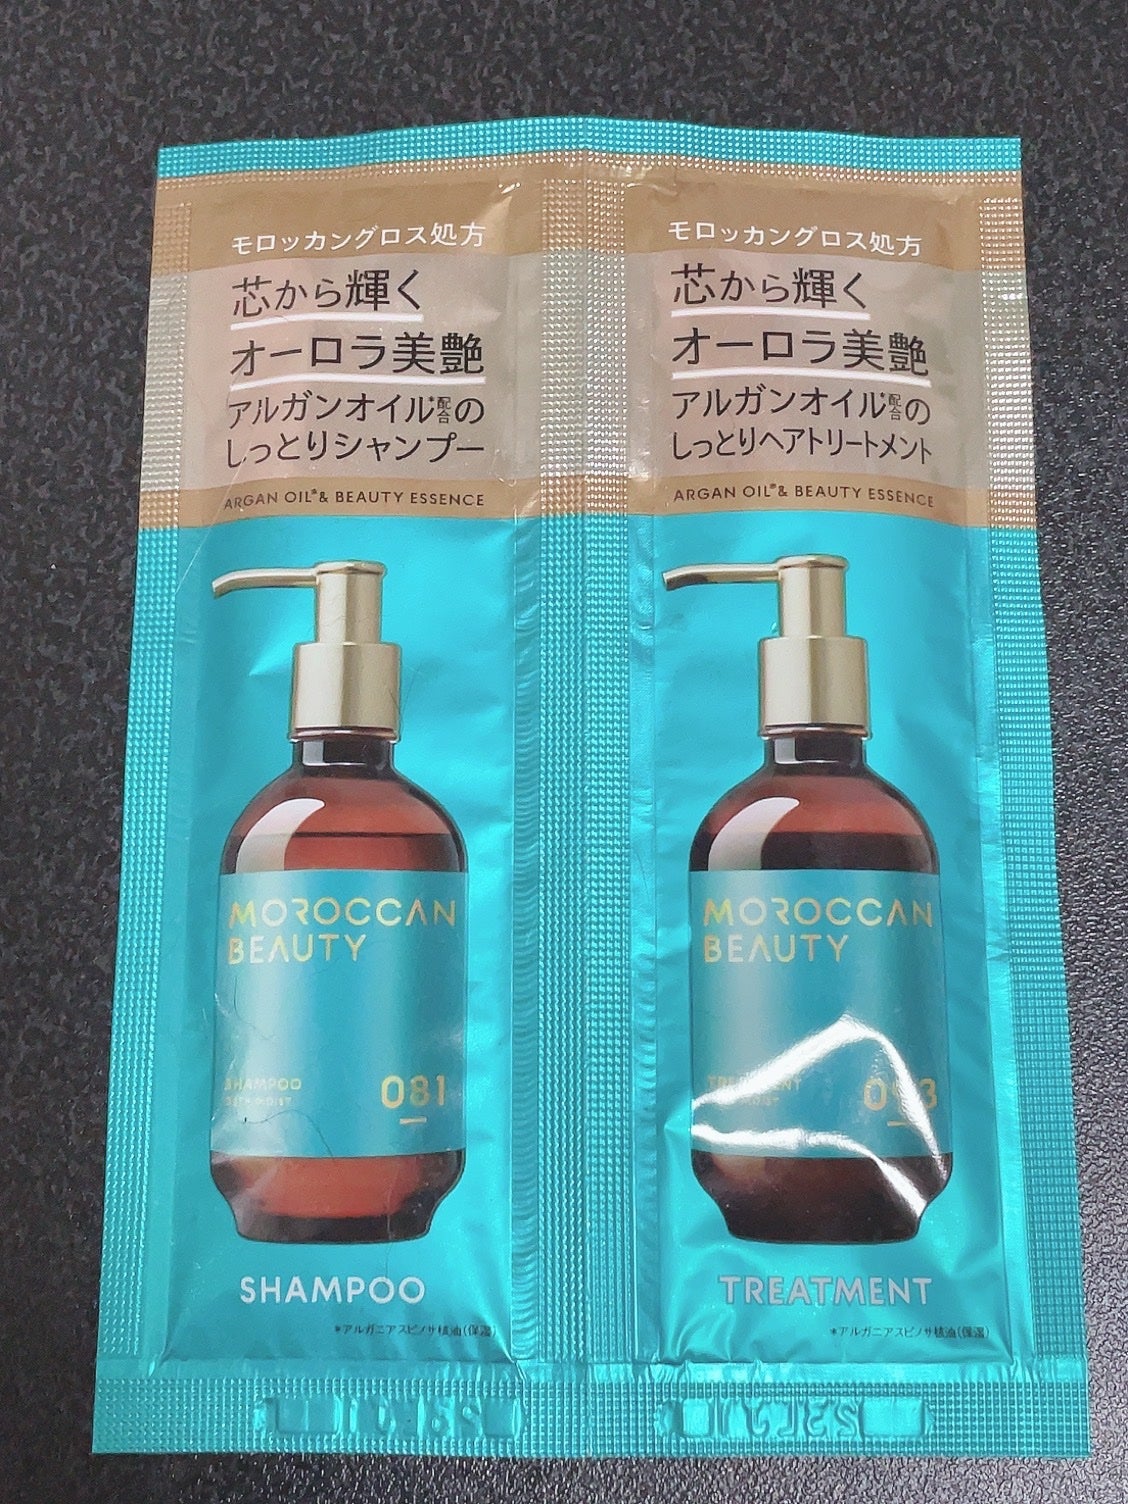 モロッカングロス処方
芯から輝く
オーロラ美艶
アルガンオイル*配合の
しっとりシャンプー
ARGAN OIL*& BEAUTY ESSENCE
MOROCCAN
BEAUTY
SHAMPOO
MOIST
081
SHAMPOO
*アルガニアスピノサ核油(保湿)
モロッカングロス処方
芯から輝く
オーロラ美艶
アルガンオイル*配合の
しっとりヘアトリートメント
ARGAN OIL*& BEAUTY ESSENCE
MOROCCAN
BEAUTY
TREATMENT
TREATMENT
*アルガニアスピノサ核油(保湿)